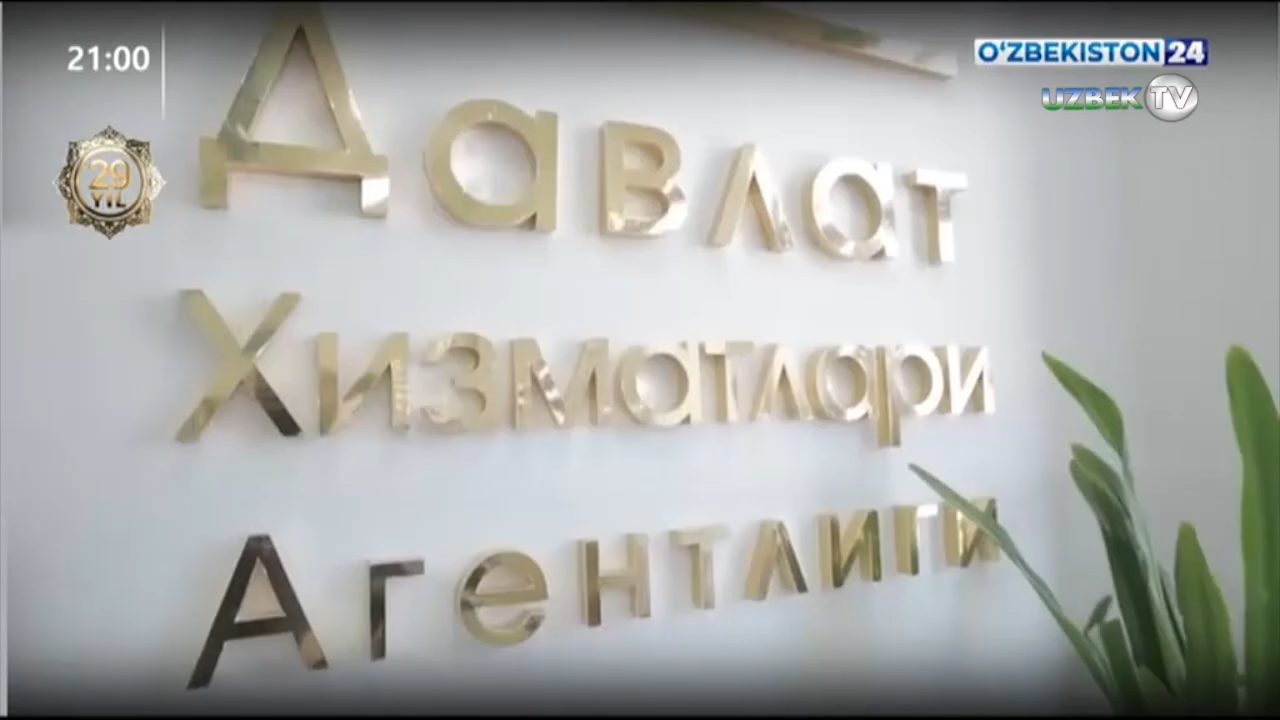 21:00
O‘ZBEKISTON 24
UZBEK TV
29
YIL
Давлат
Хизматлари
Агентлиги